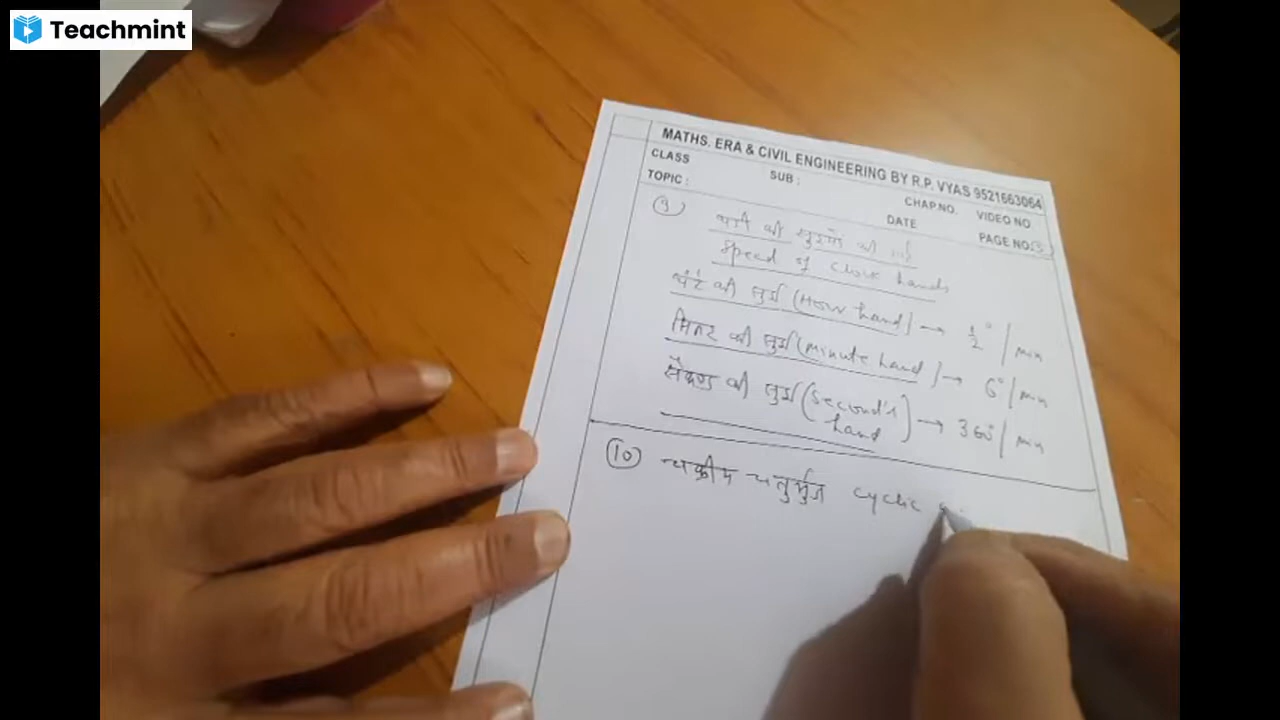 Teachmint
MATHS. ERA & CIVIL ENGINEERING BY R.P. VYAS 9521663064
CLASS SUB : CHAP.NO. VIDEO NO
TOPIC : DATE PAGE NO. 3
9 की सुइयों की
Speed of clock hands
घंटे की सुई (Hour hand) → 1/2° / min
मिनट की सुई (minute hand) → 6° / min
सैकण्ड की सुई (Second's hand) → 360° / min
10 चक्रीय चतुर्भुज cyclic